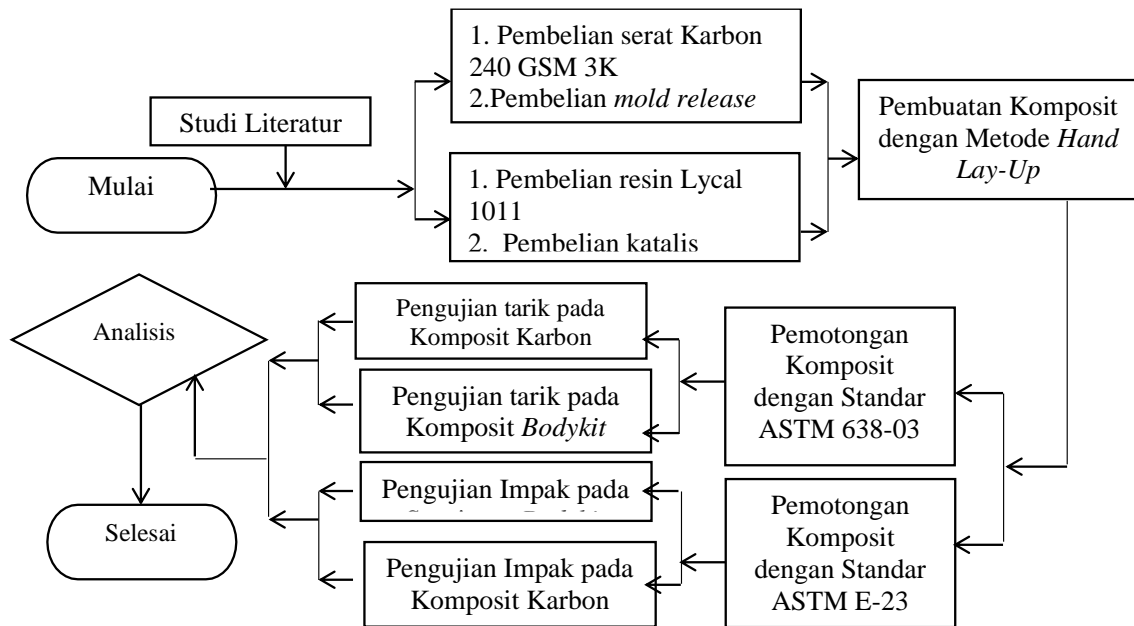 Mulai
Studi Literatur
1. Pembelian serat Karbon
240 GSM 3K
2.Pembelian mold release
1. Pembelian resin Lycal
1011
2. Pembelian katalis
Pembuatan Komposit
dengan Metode Hand
Lay-Up
Pemotongan
Komposit
dengan Standar
ASTM 638-03
Pemotongan
Komposit
dengan Standar
ASTM E-23
Pengujian tarik pada
Komposit Karbon
Pengujian tarik pada
Komposit Bodykit
Pengujian Impak pada
Pengujian Impak pada
Komposit Karbon
Analisis
Selesai